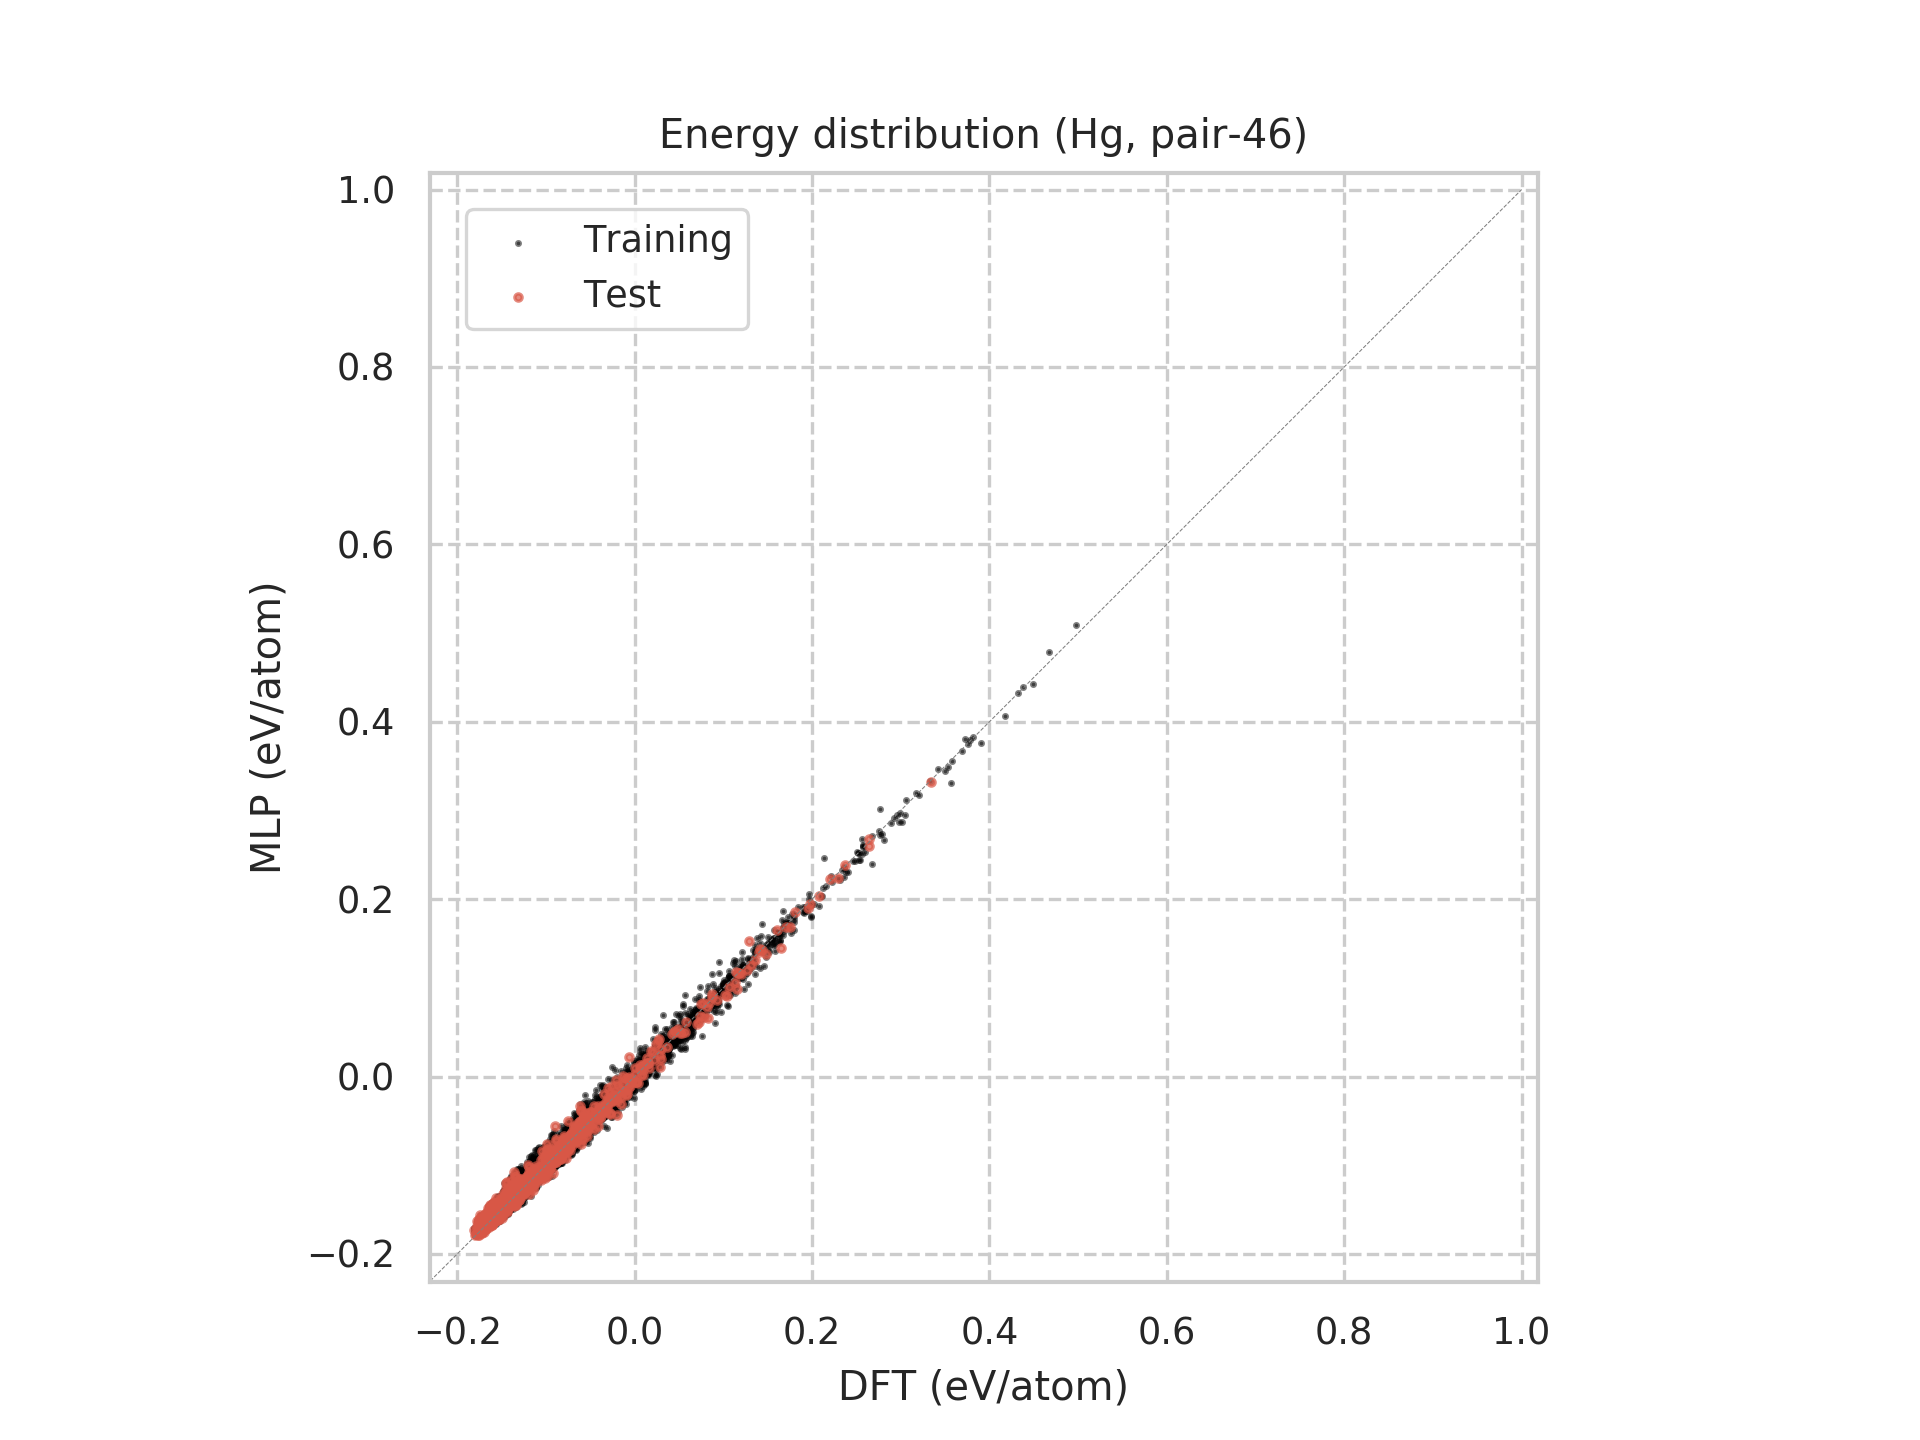 Energy distribution (Hg, pair-46)
1.0
0.8
0.6
0.4
0.2
0.0
−0.2
Training
Test
MLP (eV/atom)
−0.2 0.0 0.2 0.4 0.6 0.8 1.0
DFT (eV/atom)